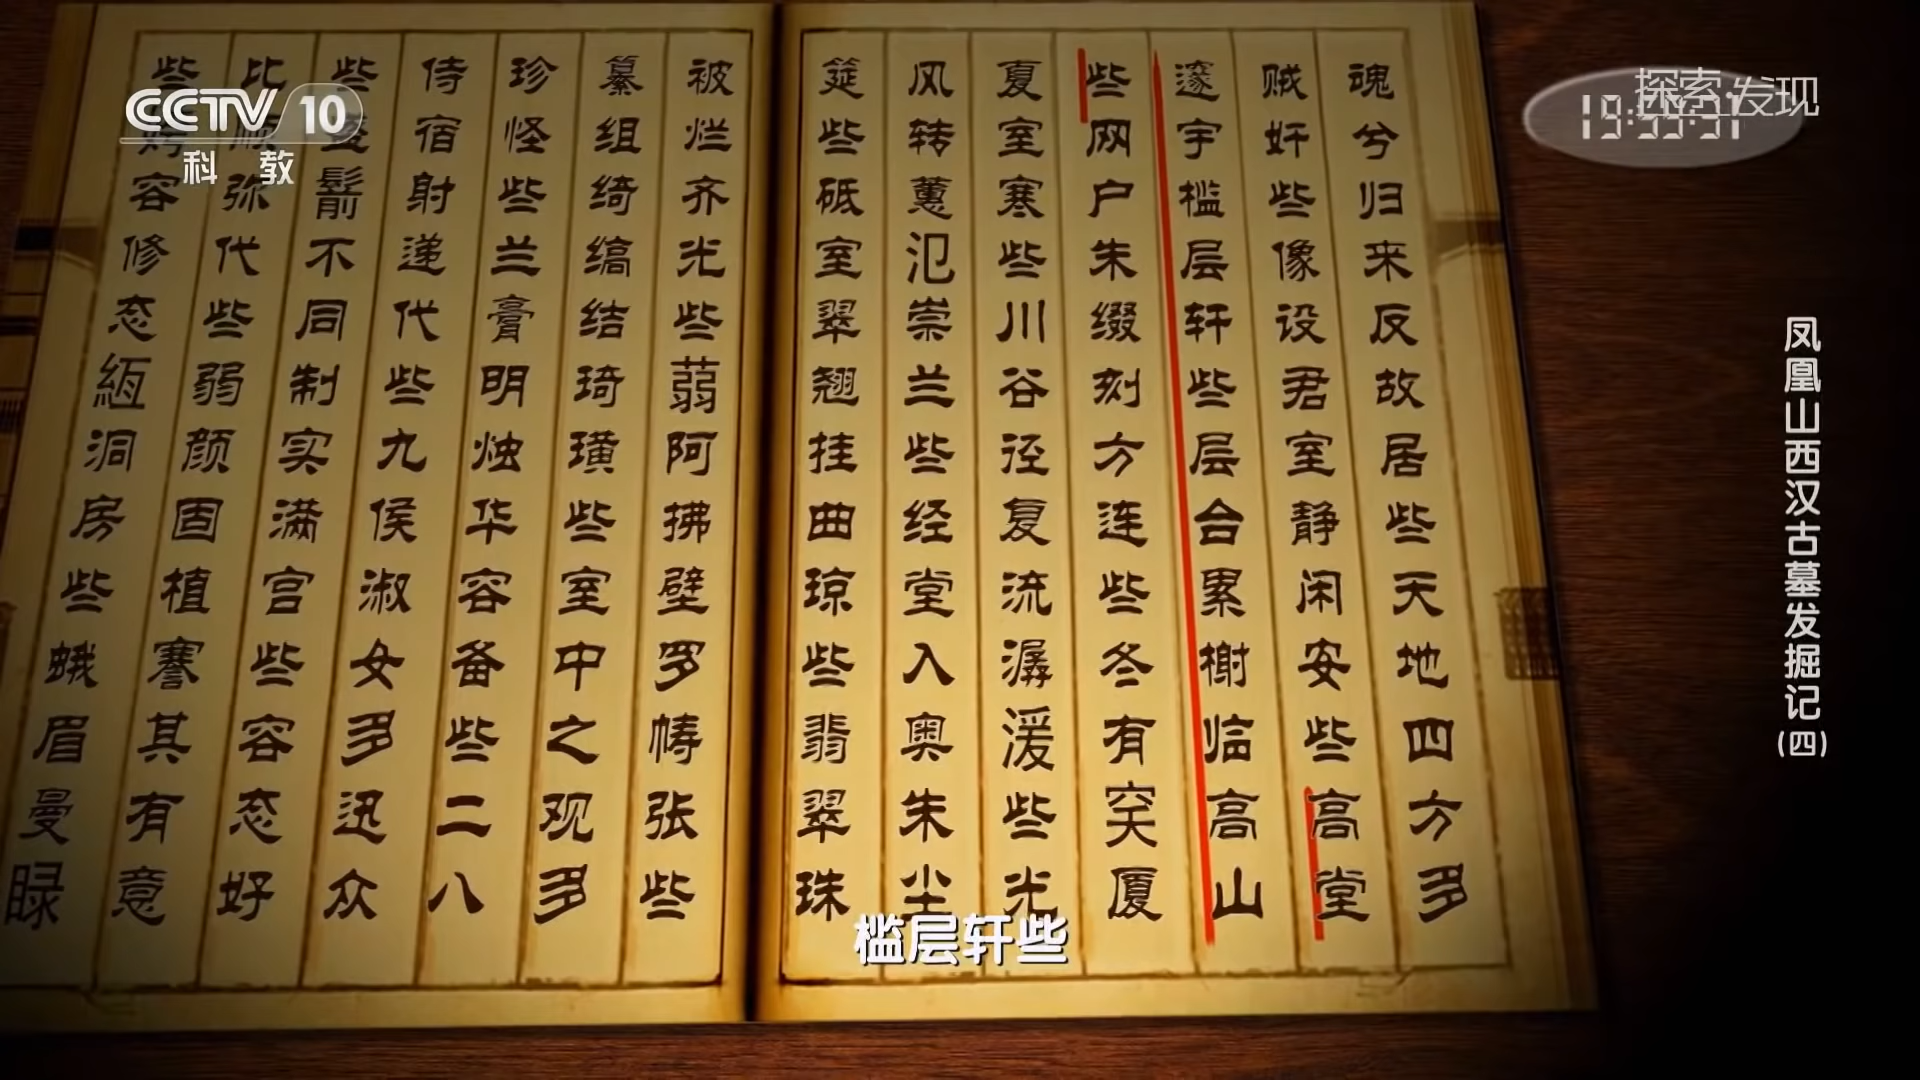 CCTV 10
科教
探索·发现
19:59:31
凤凰山西汉古墓发掘记(四)
魂兮归来反故居些天地四方多
贼奸些像设君室静闲安些高堂
邃宇槛层轩些层台累榭临高山
些网户朱缀刻方连些冬有穾厦
夏室寒些川谷径复流潺湲些光
风转蕙氾崇兰些经堂入奥朱尘
筵些砥室翠翘挂曲琼些翡翠珠
被烂齐光些蒻阿拂壁罗帱张些
纂组绮缟结琦璜些室中之观多
珍怪些兰膏明烛华容备些二八
侍宿射递代些九侯淑女多迅众
些盛鬋不同制实满宫些容态好
比顺弥代些弱颜固植謇其有意
些姱容修态絙洞房些蛾眉曼睩
槛层轩些